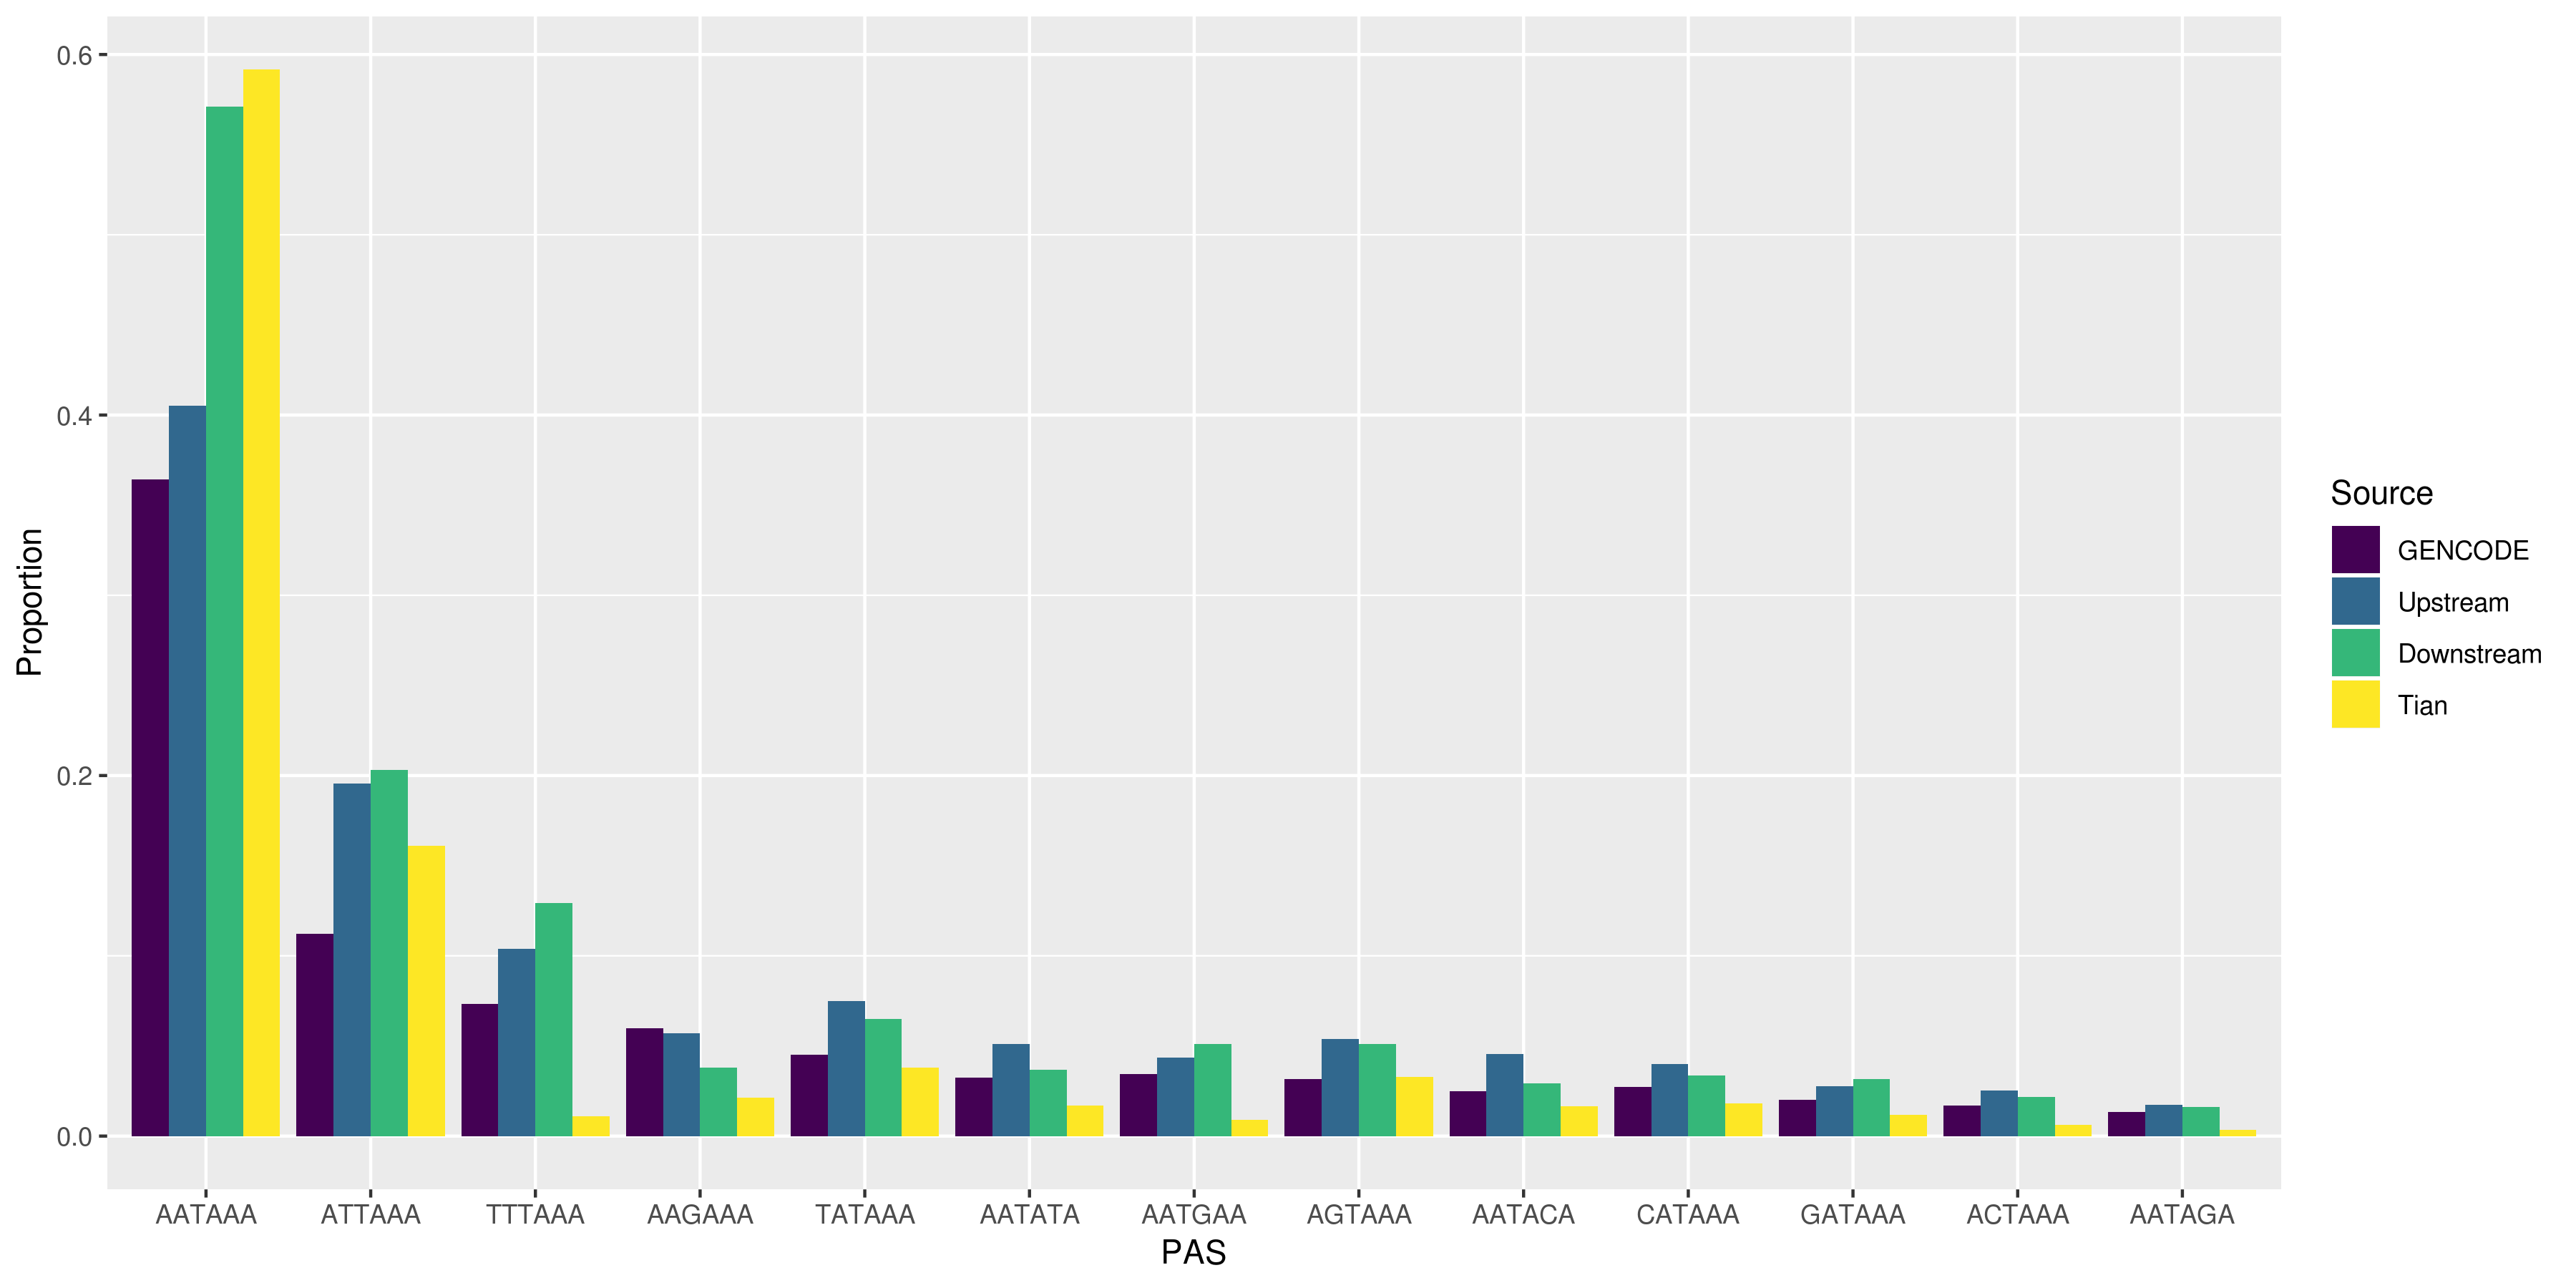 0.6
0.4
0.2
0.0
Proportion
AATAAA ATTAAA TTTAAA AAGAAA TATAAA AATATA AATGAA AGTAAA AATACA CATAAA GATAAA ACTAAA AATAGA
PAS
Source
GENCODE
Upstream
Downstream
Tian